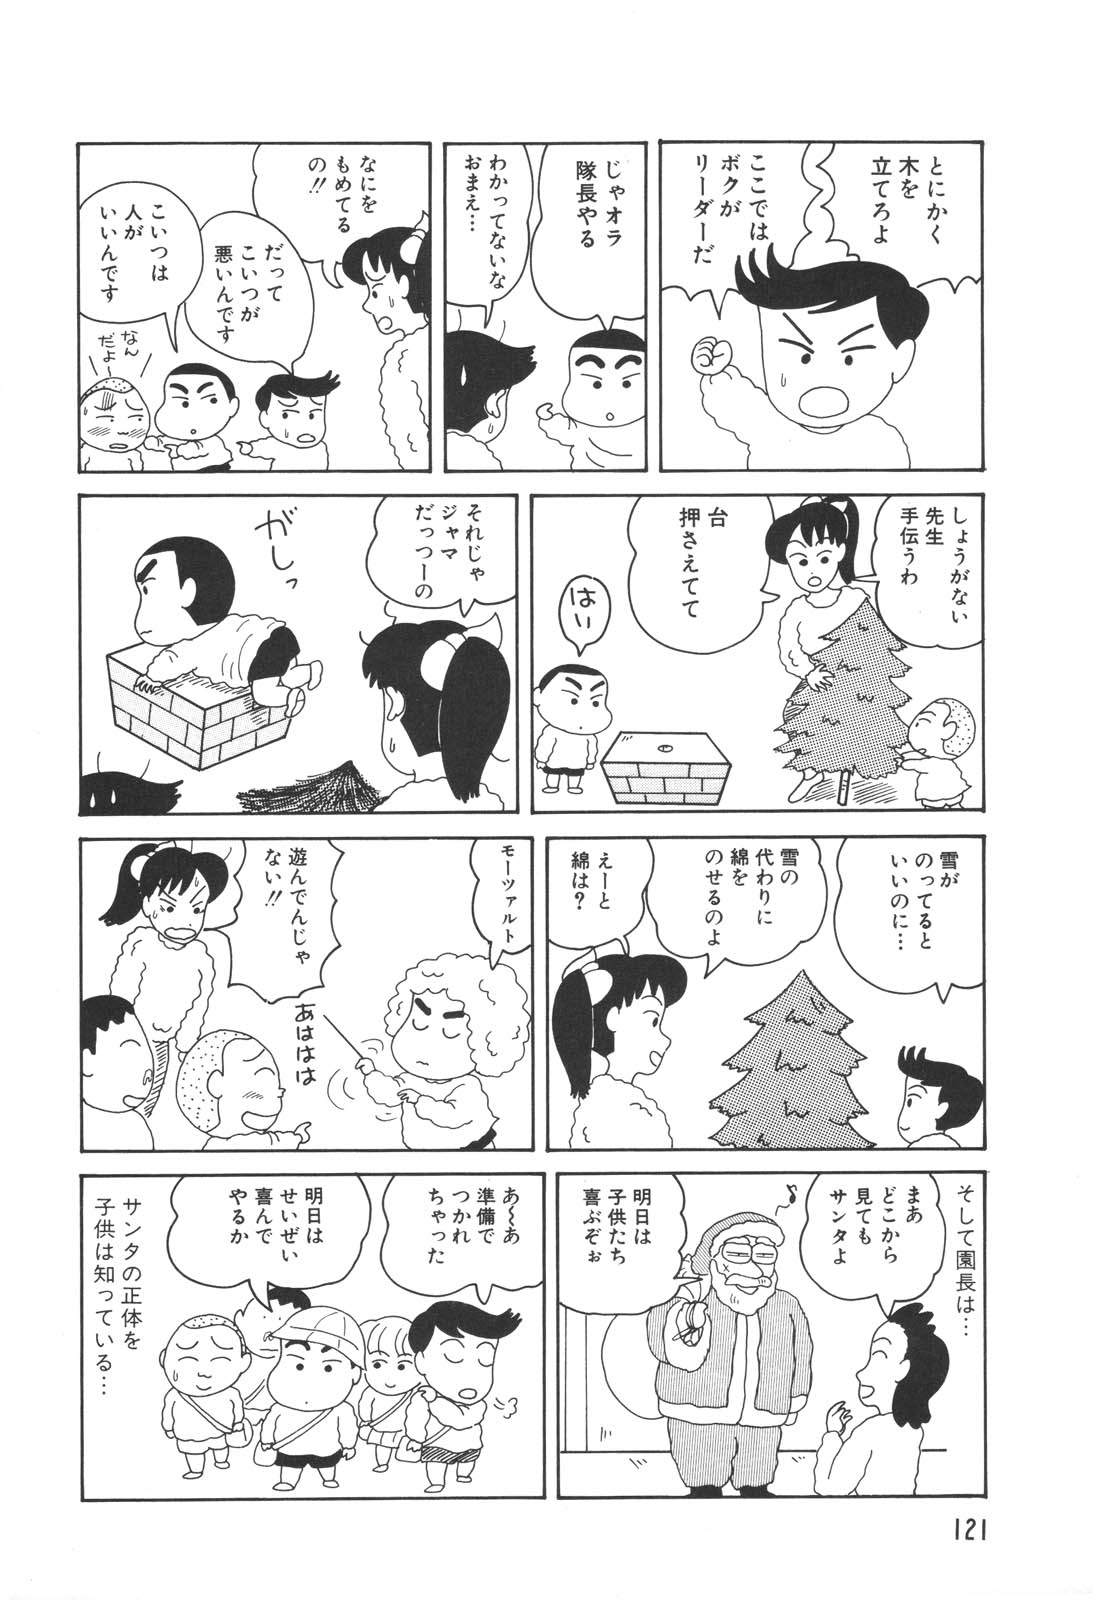 とにかく
木を
立てろよ
ここでは
ボクが
リーダーだ
じゃオラ
隊長やる
わかってないな
おまえ…
なにを
もめてる
の!!
だって
こいつが
悪いんです
こいつは
人が
いいんです
なん
だよー
しょうがない
先生
手伝うわ
台
押さえてて
はい
それじゃ
ジャマ
だっつーの
がしっ
雪が
のってると
いいのに…
雪の
代わりに
綿を
のせるのよ
えーと
綿は?
モーツァルト
遊んでんじゃ
ない!!
あははは
そして園長は…
まあ
どこから
見ても
サンタよ
明日は
子供たち
喜ぶぞぉ
あ〜あ
準備で
つかれ
ちゃった
明日は
せいぜい
喜んで
やるか
サンタの正体を
子供は知っている…
121